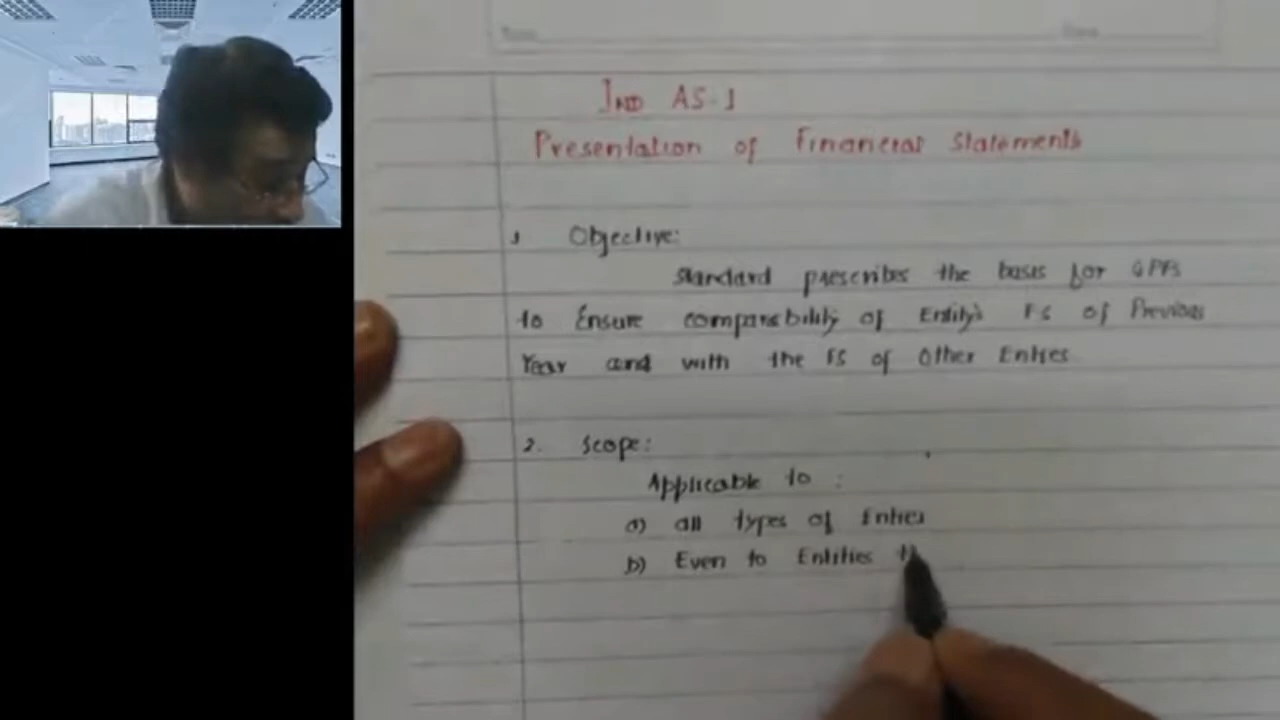 IND AS-1
Presentation of Financial Statements
1 Objective:
Standard prescribes the basis for GPFS
to Ensure comparability of Entity's FS of Previous
Year and with the FS of Other Enties
2. Scope:
Applicable to :
a) all types of Enties
b) Even to Entities